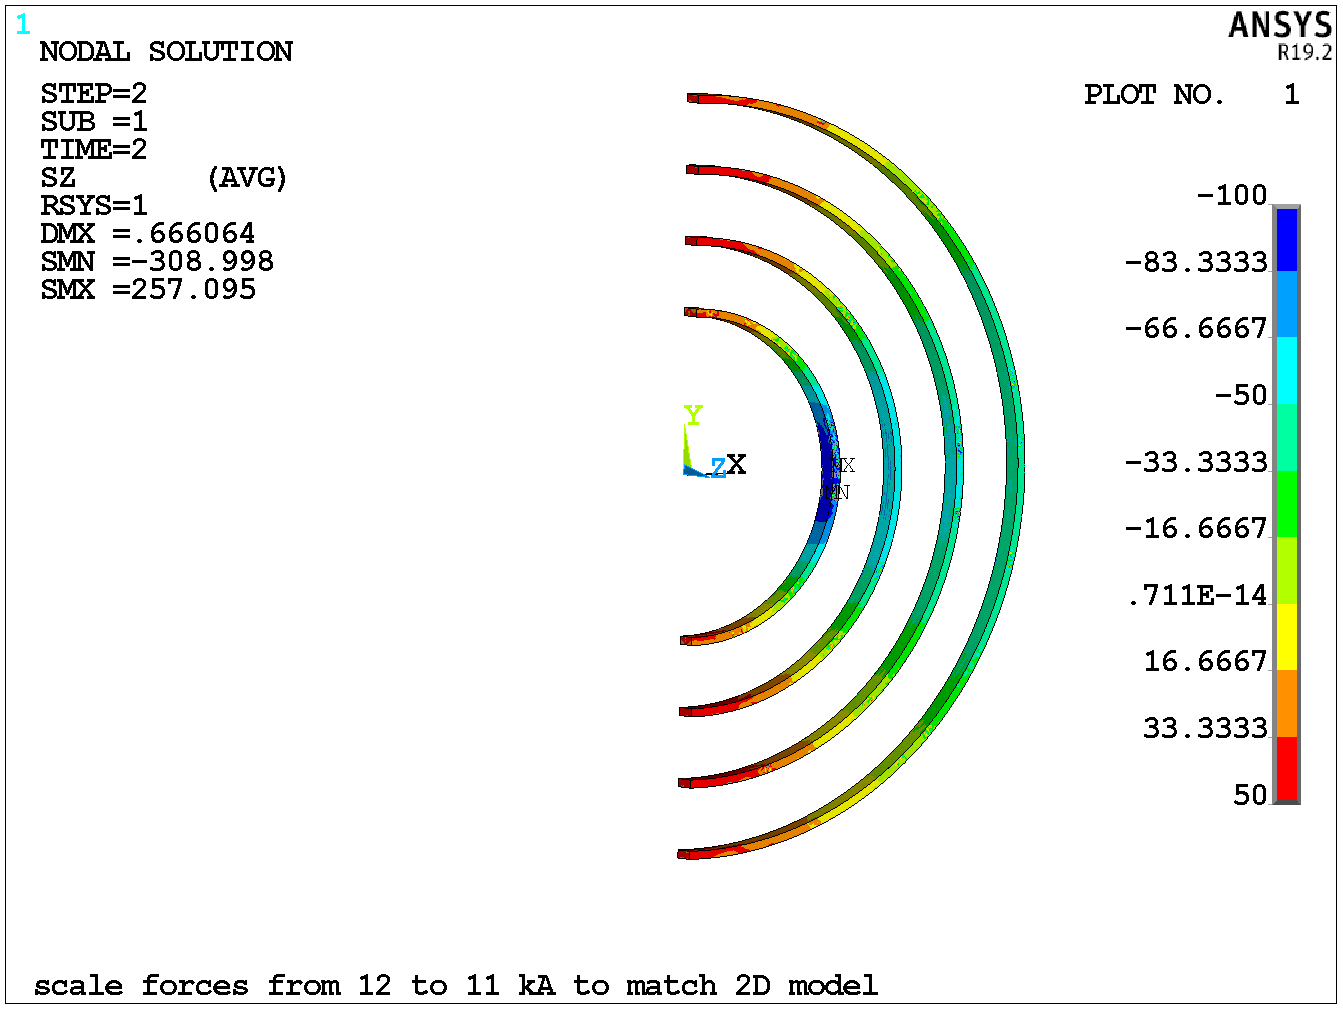 1
NODAL SOLUTION
STEP=2
SUB =1
TIME=2
SZ (AVG)
RSYS=1
DMX =.666064
SMN =-308.998
SMX =257.095
ANSYS
R19.2
PLOT NO. 1
-100
-83.3333
-66.6667
-50
-33.3333
-16.6667
.711E-14
16.6667
33.3333
50
Y
Z X
MX
MN
scale forces from 12 to 11 kA to match 2D model